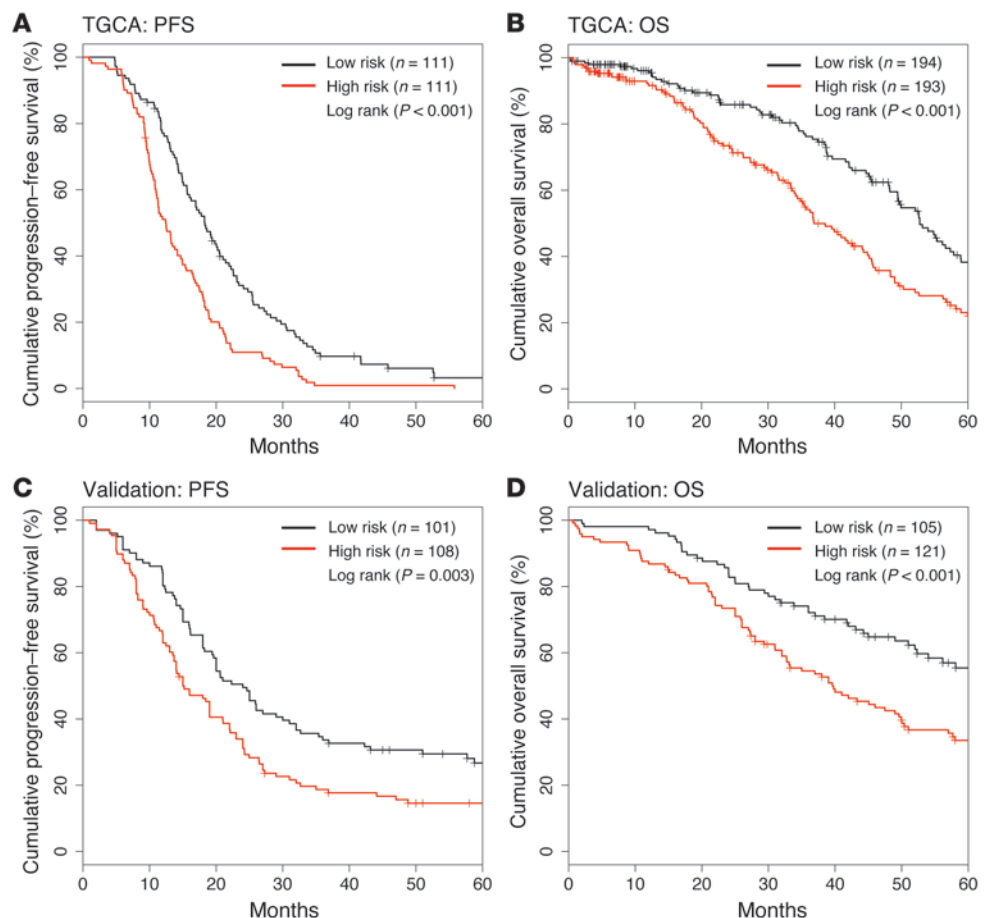 A TGCA: PFS
Cumulative progression–free survival (%)
100
80
60
40
20
0
Low risk (n = 111)
High risk (n = 111)
Log rank (P < 0.001)
0 10 20 30 40 50 60
Months
B TGCA: OS
Cumulative overall survival (%)
100
80
60
40
20
0
Low risk (n = 194)
High risk (n = 193)
Log rank (P < 0.001)
0 10 20 30 40 50 60
Months
C Validation: PFS
Cumulative progression–free survival (%)
100
80
60
40
20
0
Low risk (n = 101)
High risk (n = 108)
Log rank (P = 0.003)
0 10 20 30 40 50 60
Months
D Validation: OS
Cumulative overall survival (%)
100
80
60
40
20
0
Low risk (n = 105)
High risk (n = 121)
Log rank (P < 0.001)
0 10 20 30 40 50 60
Months